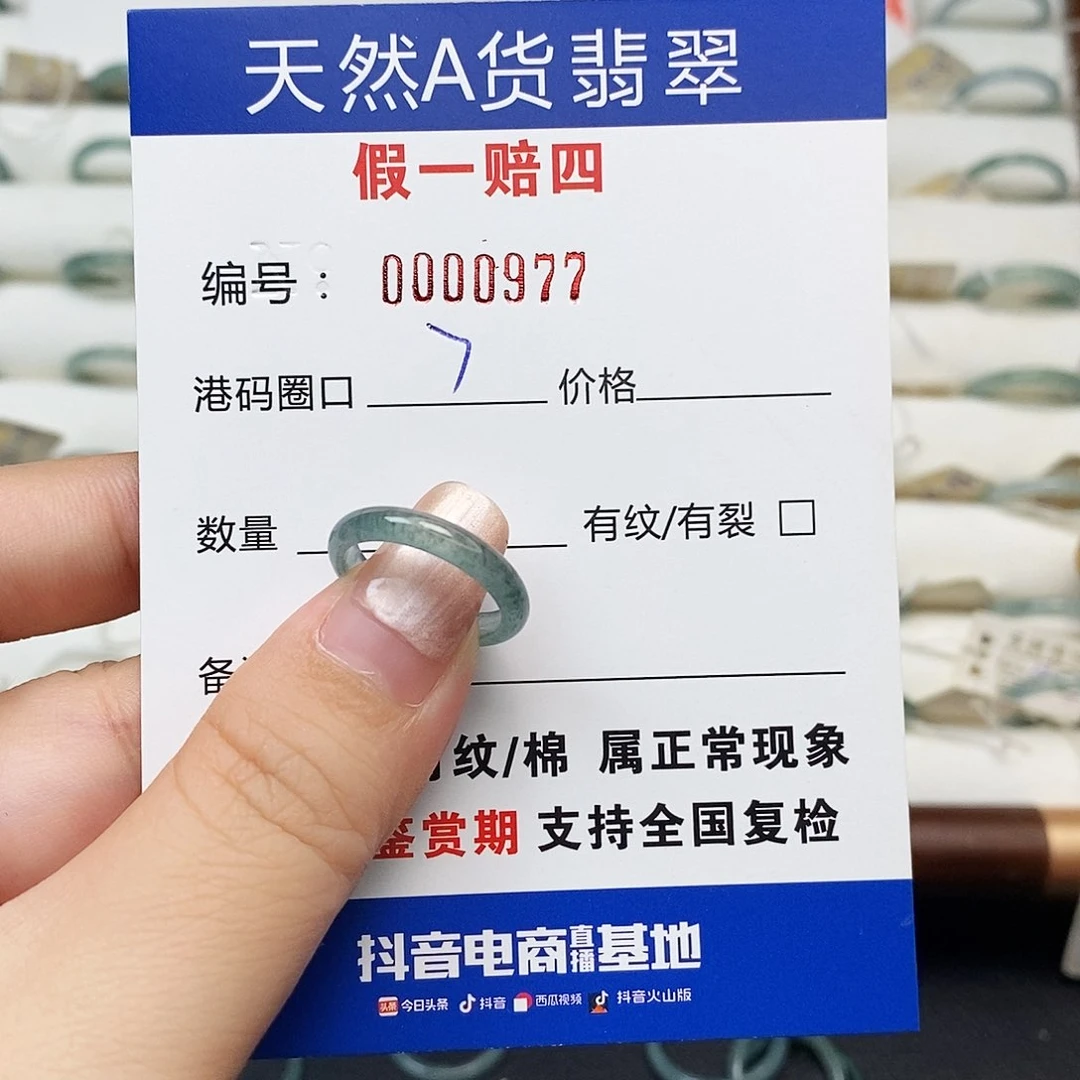 天然A货翡翠
假一赔四
编号： 0000977
港码圈口 7 价格
数量 有纹/有裂 □
备
纹/棉 属正常现象
鉴赏期 支持全国复检
抖音电商直播基地
头条 今日头条 抖音 西瓜视频 抖音火山版